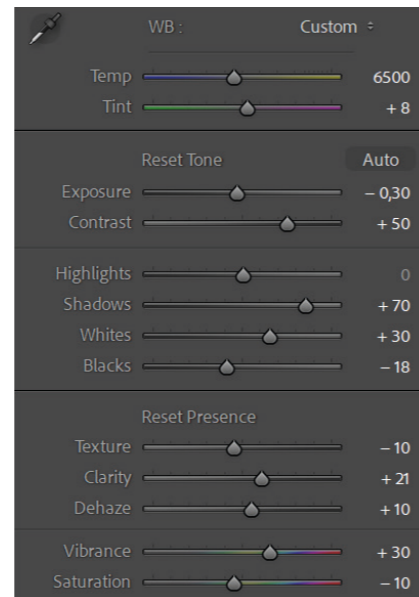 WB : Custom
Temp 6500
Tint + 8
Reset Tone Auto
Exposure – 0,30
Contrast + 50
Highlights 0
Shadows + 70
Whites + 30
Blacks – 18
Reset Presence
Texture – 10
Clarity + 21
Dehaze + 10
Vibrance + 30
Saturation – 10